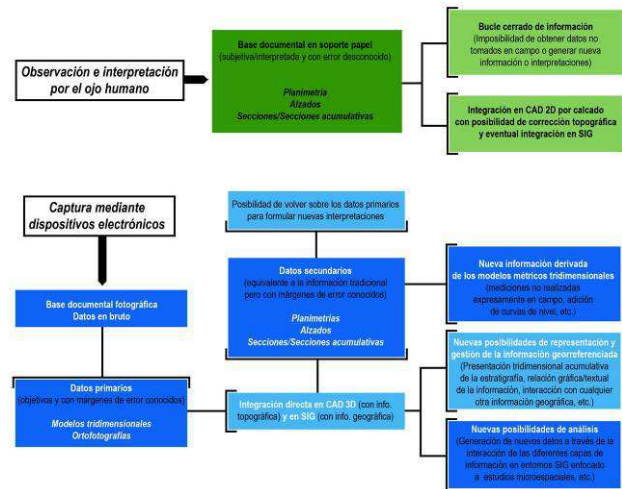 Observación e interpretación
por el ojo humano
Base documental en soporte papel
(subjetiva/interpretada y con error desconocido)
Planimetría
Alzados
Secciones/Secciones acumulativas
Bucle cerrado de información
(Imposibilidad de obtener datos no
tomados en campo o generar nueva
información o interpretaciones)
Integración en CAD 2D por calcado
con posibilidad de corrección topográfica
y eventual integración en SIG
Captura mediante
dispositivos electrónicos
Base documental fotográfica
Datos en bruto
Datos primarios
(objetivos y con márgenes de error conocidos)
Modelos tridimensionales
Ortofotografías
Posibilidad de volver sobre los datos primarios
para formular nuevas interpretaciones
Datos secundarios
(equivalente a la información tradicional
pero con márgenes de error conocidos)
Planimetrías
Alzados
Secciones/Secciones acumulativas
Integración directa en CAD 3D (con info.
topográfica) y en SIG (con info. geográfica)
Nueva información derivada
de los modelos métricos tridimensionales
(mediciones no realizadas
expresamente en campo, adición
de curvas de nivel, etc.)
Nuevas posibilidades de representación y
gestión de la información georreferenciada
(Presentación tridimensional acumulativa
de la estratigrafía, relación gráfica/textual
de la información, interacción con cualquier
otra información geográfica, etc.)
Nuevas posibilidades de análisis
(Generación de nuevos datos a través de la
interacción de las diferentes capas de
información en entornos SIG enfocado
a estudios microespaciales, etc.)